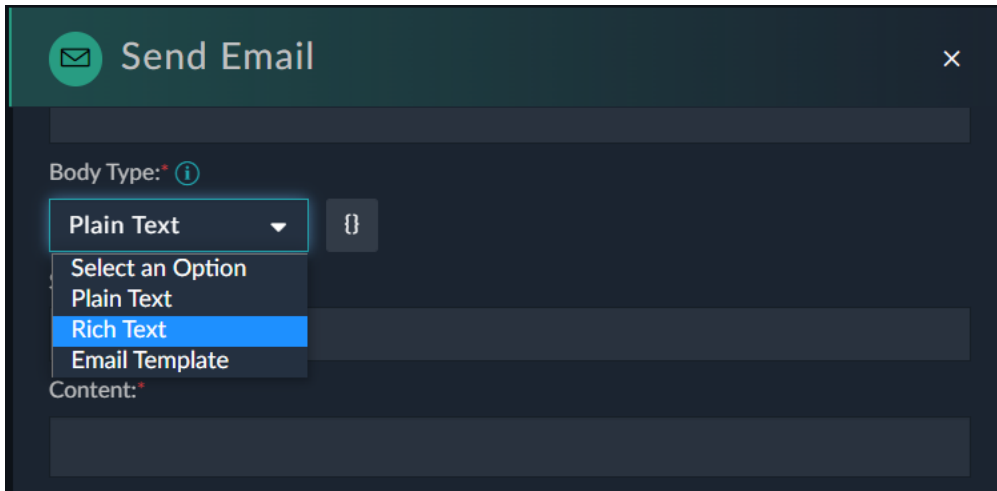 Send Email
Body Type:*
Plain Text
{}
Select an Option
Plain Text
Rich Text
Email Template
Content:*